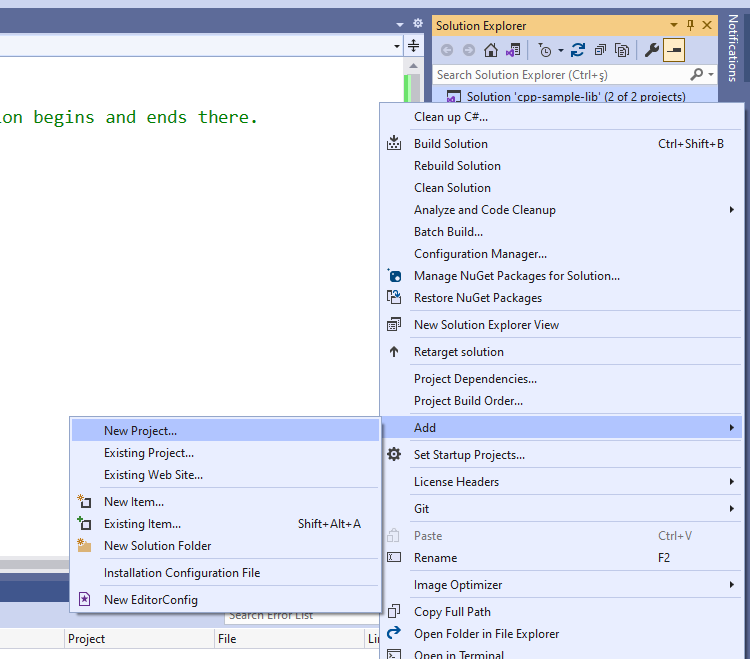 Solution Explorer
Notifications
Search Solution Explorer (Ctrl+ş)
Solution 'cpp-sample-lib' (2 of 2 projects)
ion begins and ends there.
Clean up C#...
Build Solution Ctrl+Shift+B
Rebuild Solution
Clean Solution
Analyze and Code Cleanup
Batch Build...
Configuration Manager...
Manage NuGet Packages for Solution...
Restore NuGet Packages
New Solution Explorer View
Retarget solution
Project Dependencies...
Project Build Order...
Add
Set Startup Projects...
License Headers
Git
Paste Ctrl+V
Rename F2
Image Optimizer
Copy Full Path
Open Folder in File Explorer
Open in Terminal
New Project...
Existing Project...
Existing Web Site...
New Item...
Existing Item... Shift+Alt+A
New Solution Folder
Installation Configuration File
New EditorConfig
Search Error List
Project File Li